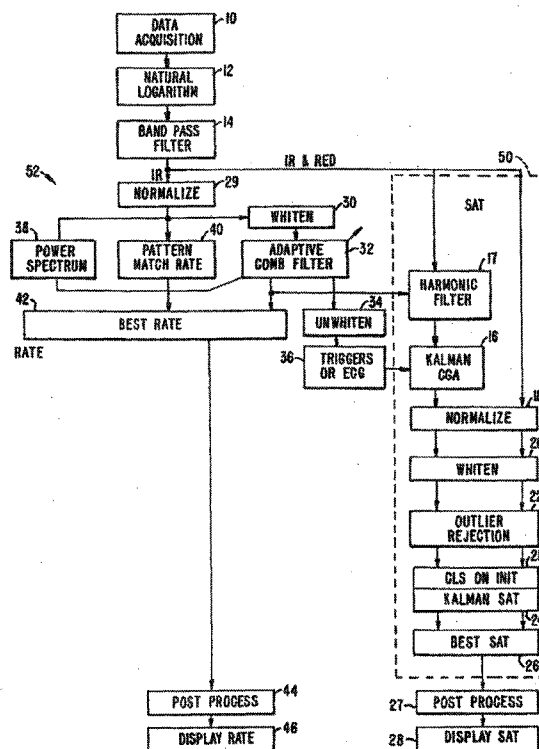 DATA
ACQUISITION
10
NATURAL
LOGARITHM
12
BAND PASS
FILTER
14
IR & RED
50
52
IR
NORMALIZE
29
SAT
WHITEN
30
38
POWER
SPECTRUM
40
PATTERN
MATCH RATE
ADAPTIVE
COMB FILTER
32
17
HARMONIC
FILTER
42
BEST RATE
34
UNWHITEN
RATE
16
36
TRIGGERS
OR ECG
KALMAN
CGA
NORMALIZE
WHITEN
22
OUTLIER
REJECTION
CLS ON INIT
KALMAN SAT
BEST SAT
26
POST PROCESS
44
27
POST PROCESS
DISPLAY RATE
46
28
DISPLAY SAT